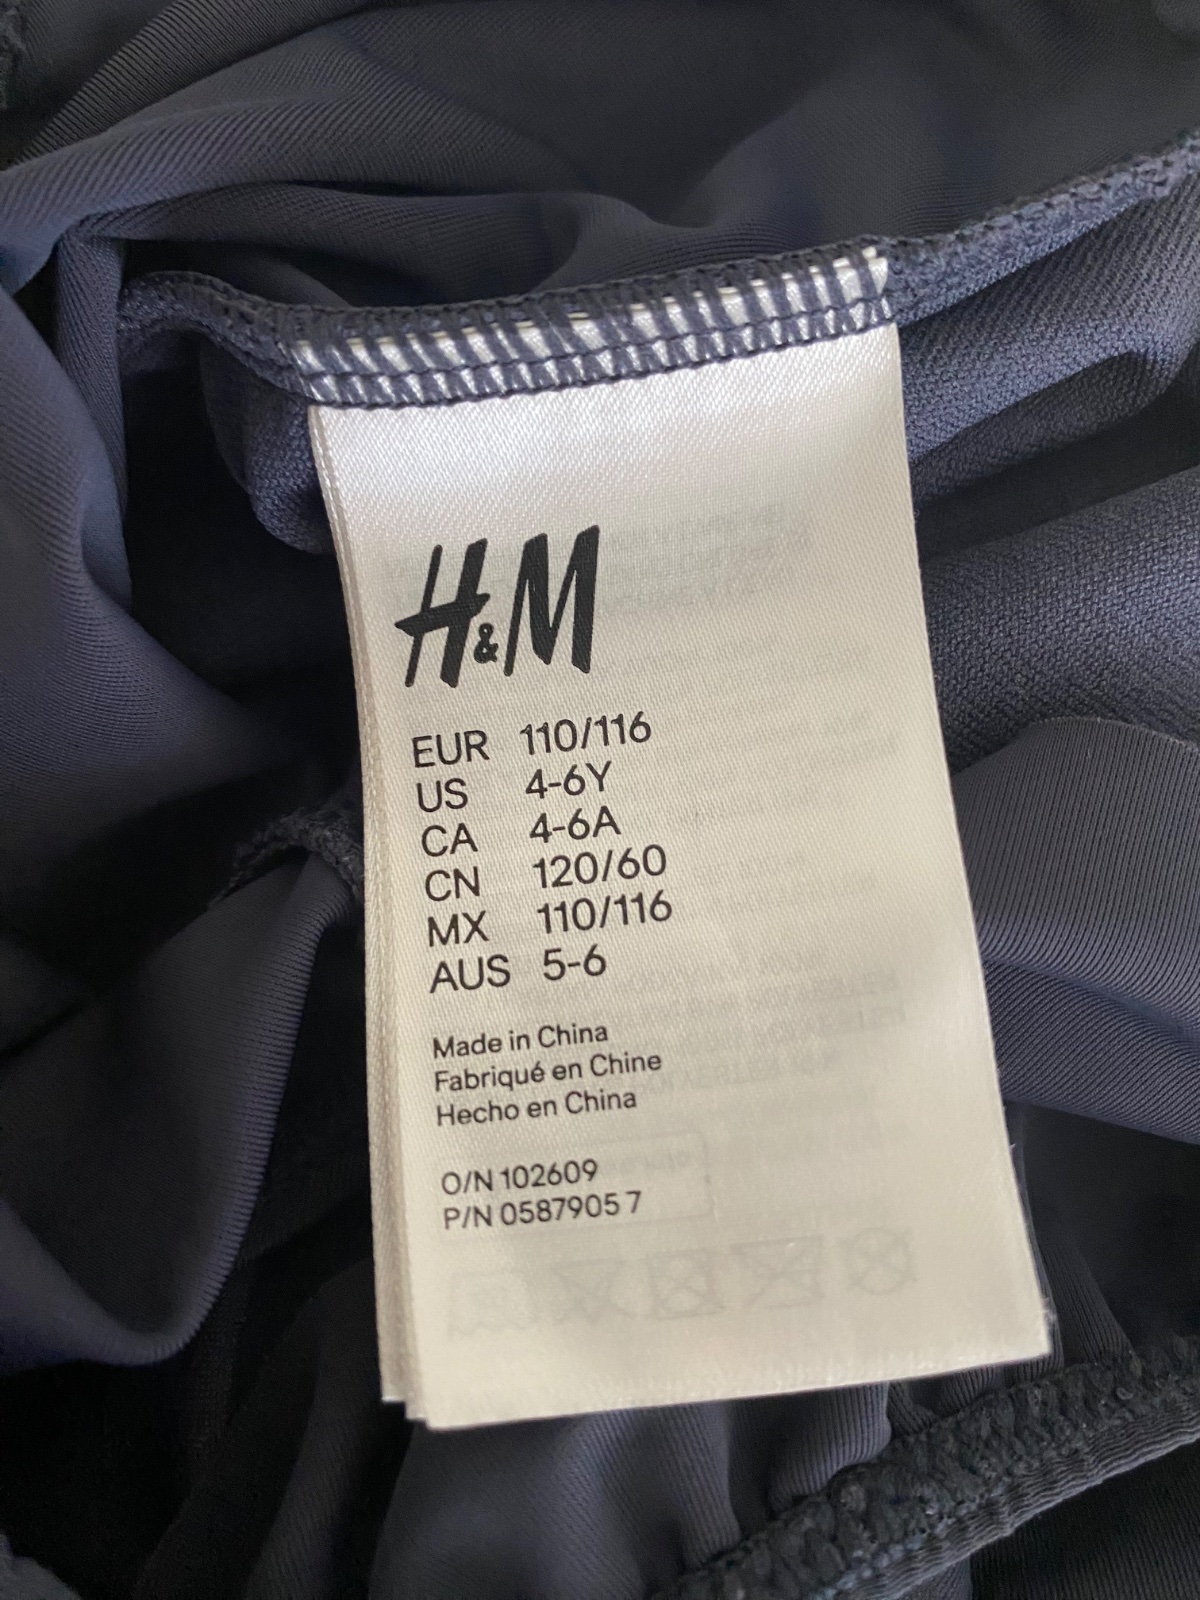 H&M
EUR 110/116
US 4-6Y
CA 4-6A
CN 120/60
MX 110/116
AUS 5-6
Made in China
Fabriqué en Chine
Hecho en China
O/N 102609
P/N 0587905 7